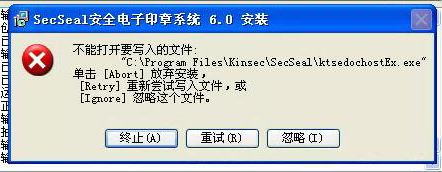 SecSeal安全电子印章系统 6.0 安装
不能打开要写入的文件:
"C:\Program Files\Kinsec\SecSeal\ktsedochostEx.exe"
单击 [Abort] 放弃安装，
[Retry] 重新尝试写入文件，或
[Ignore] 忽略这个文件。
终止(A) 重试(R) 忽略(I)